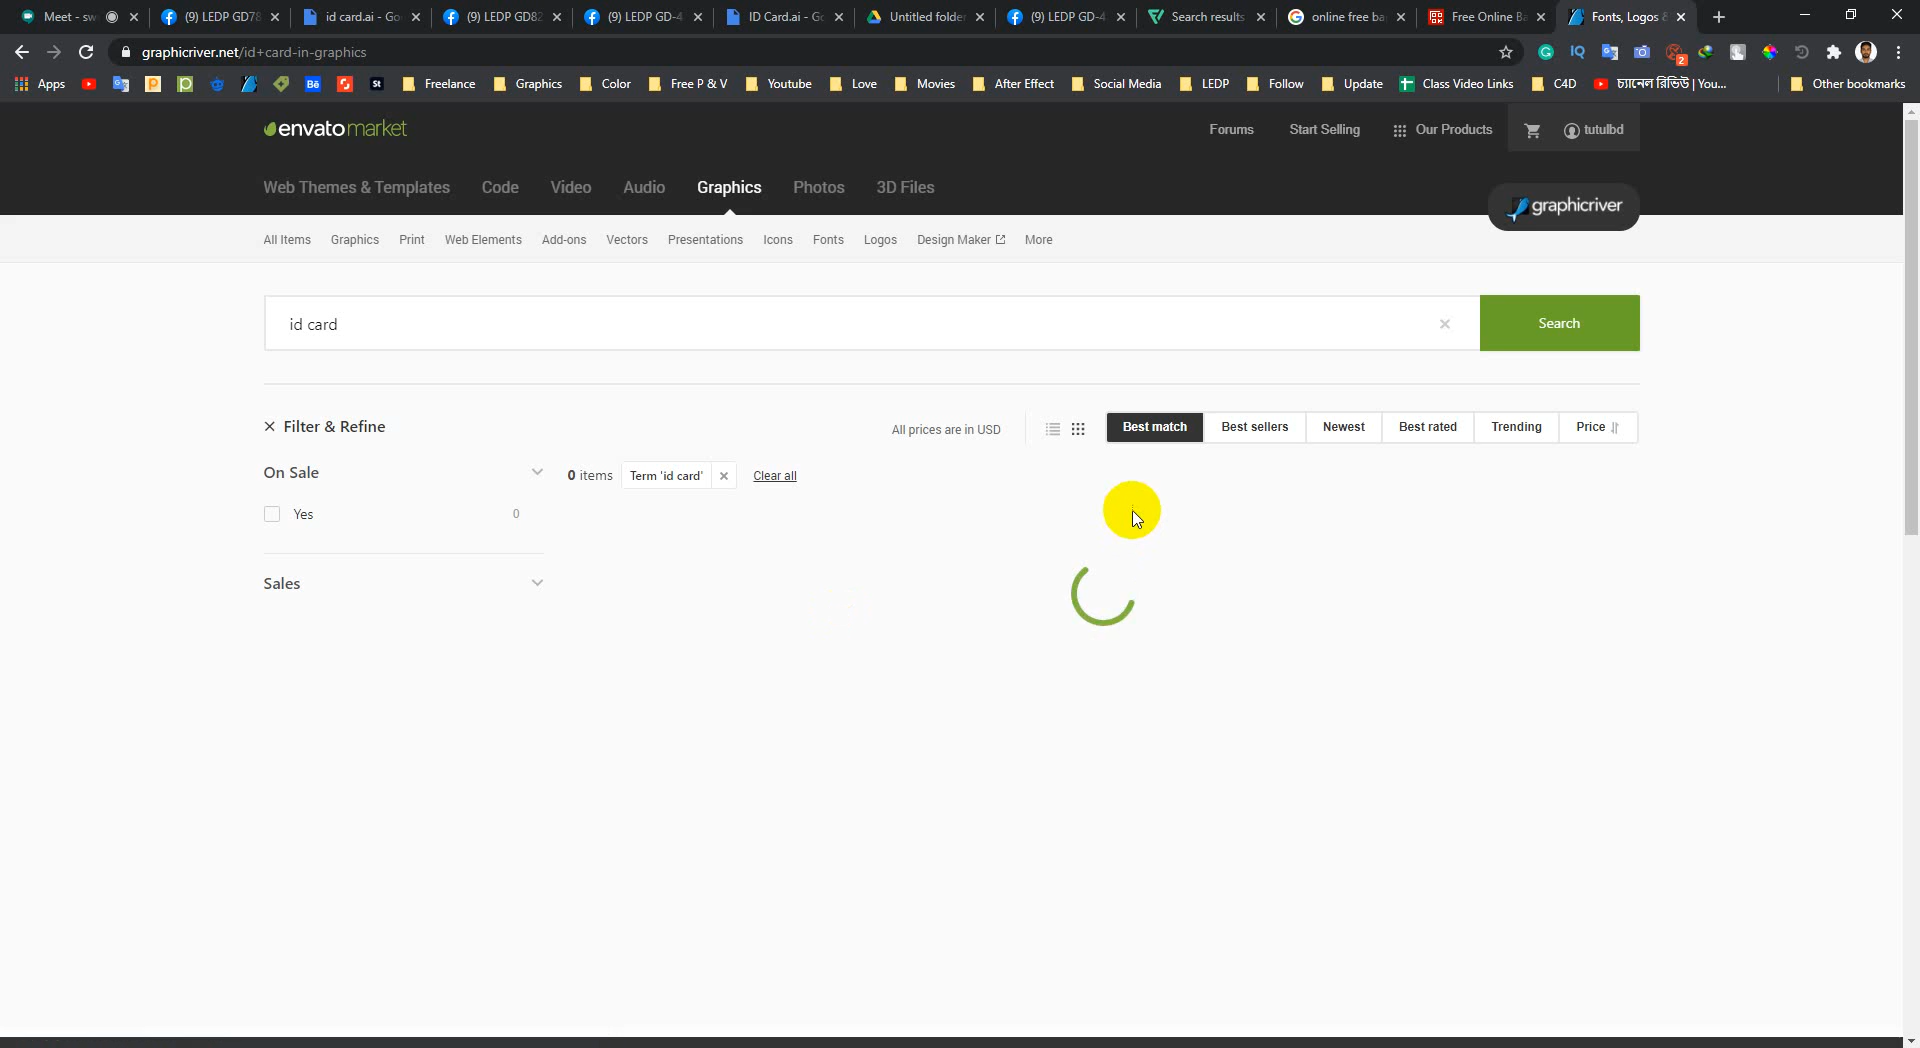 Meet - sw
(9) LEDP GD78
id card.ai - Go
(9) LEDP GD82
(9) LEDP GD-4
ID Card.ai - Go
Untitled folde
(9) LEDP GD-4
Search results
online free ba
Free Online Ba
Fonts, Logos &
graphicriver.net/id+card-in-graphics
2
Apps
Bē
St
Freelance
Graphics
Color
Free P & V
Youtube
Love
Movies
After Effect
Social Media
LEDP
Follow
Update
Class Video Links
C4D
চ্যানেল রিভিউ | You...
Other bookmarks
envato market
Forums
Start Selling
Our Products
tutulbd
Web Themes & Templates
Code
Video
Audio
Graphics
Photos
3D Files
graphicriver
All Items
Graphics
Print
Web Elements
Add-ons
Vectors
Presentations
Icons
Fonts
Logos
Design Maker
More
id card
Search
Filter & Refine
All prices are in USD
Best match
Best sellers
Newest
Best rated
Trending
Price
On Sale
0 items
Term 'id card'
Clear all
Yes
0
Sales